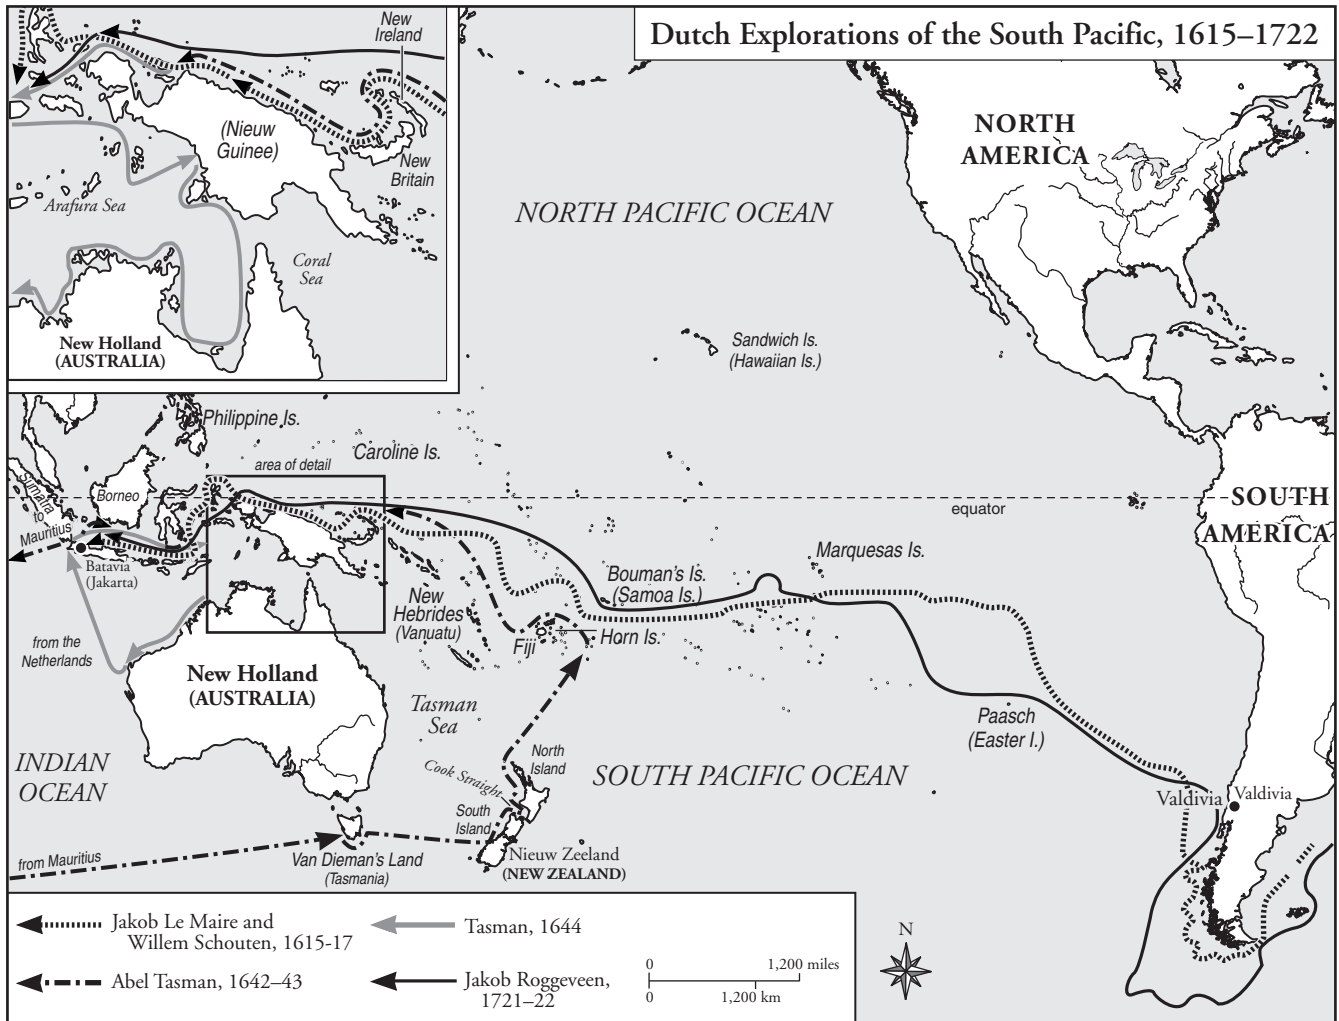 Dutch Explorations of the South Pacific, 1615–1722
New
Ireland
(Nieuw
Guinee)
New
Britain
Arafura Sea
Coral
Sea
New Holland
(AUSTRALIA)
NORTH
AMERICA
NORTH PACIFIC OCEAN
Sandwich Is.
(Hawaiian Is.)
Philippine Is.
Caroline Is.
area of detail
Sumatra
Borneo
equator
SOUTH
AMERICA
to
Mauritius
Batavia
(Jakarta)
Marquesas Is.
Bouman's Is.
(Samoa Is.)
New
Hebrides
(Vanuatu)
Fiji
Horn Is.
from the
Netherlands
New Holland
(AUSTRALIA)
Tasman
Sea
Paasch
(Easter I.)
INDIAN
OCEAN
North
Island
Cook Straight
SOUTH PACIFIC OCEAN
South
Island
Valdivia
Valdivia
from Mauritius
Van Dieman's Land
(Tasmania)
Nieuw Zeeland
(NEW ZEALAND)
Jakob Le Maire and
Willem Schouten, 1615-17
Tasman, 1644
Abel Tasman, 1642–43
Jakob Roggeveen,
1721–22
0
1,200 miles
0
1,200 km
N